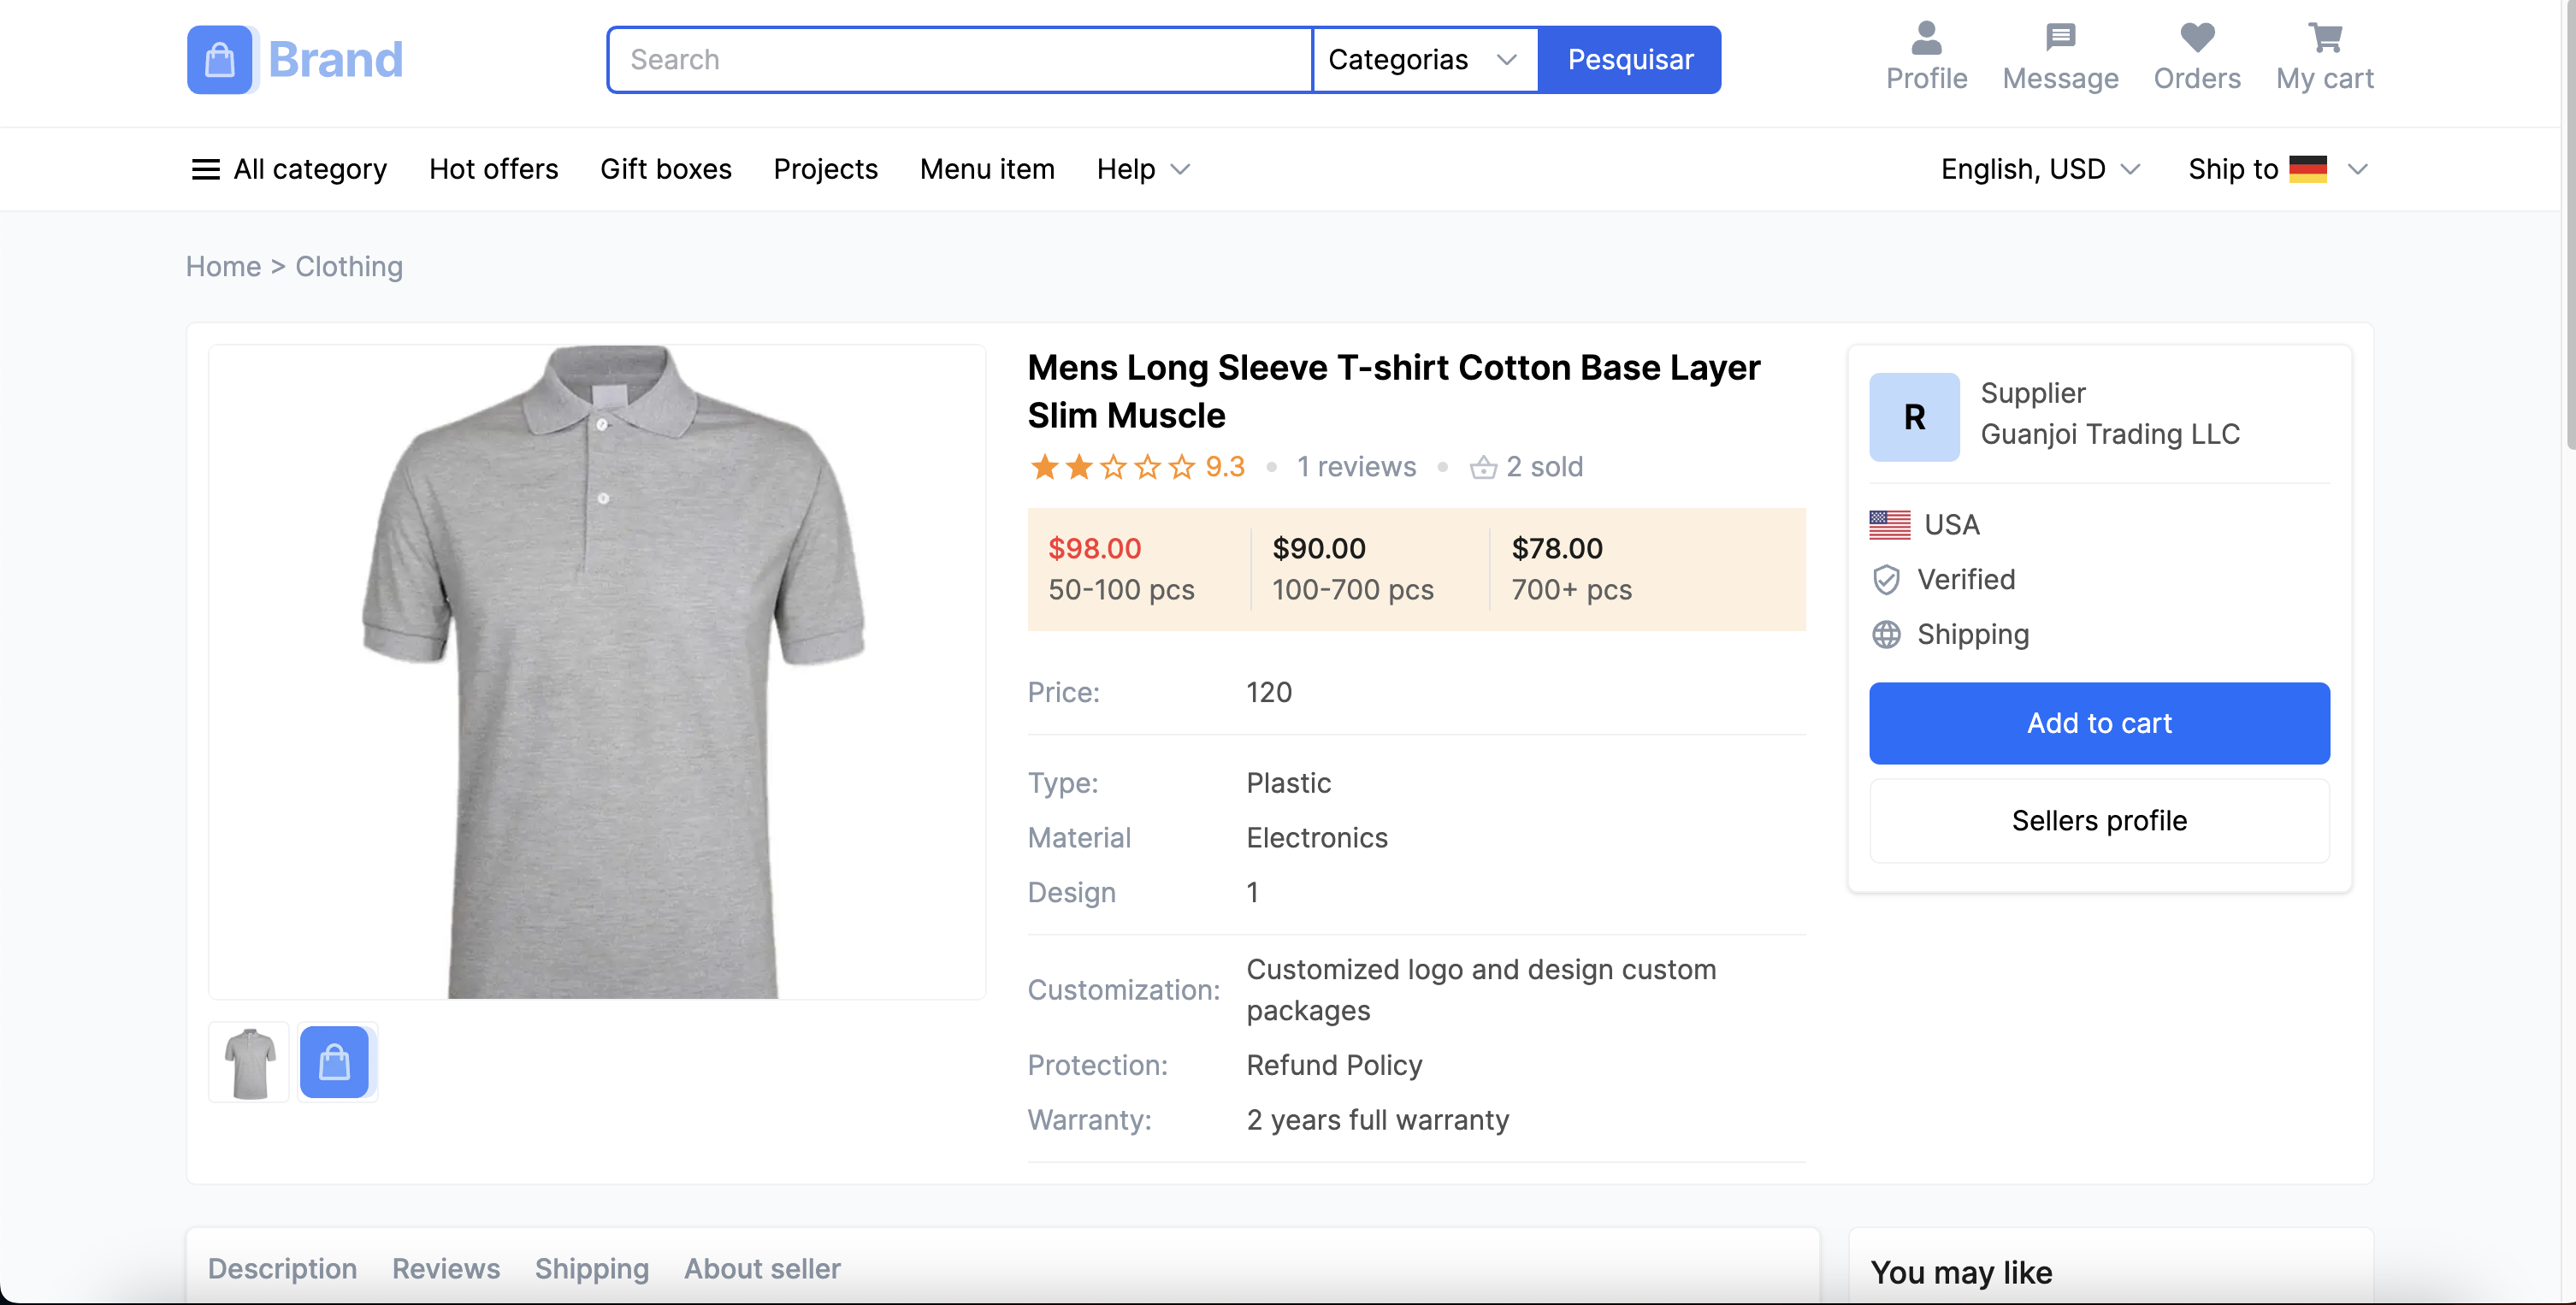 Brand
Search
Categorias
Pesquisar
Profile
Message
Orders
My cart
All category
Hot offers
Gift boxes
Projects
Menu item
Help
English, USD
Ship to
Home > Clothing
Mens Long Sleeve T-shirt Cotton Base Layer
Slim Muscle
9.3
1 reviews
2 sold
$98.00
50-100 pcs
$90.00
100-700 pcs
$78.00
700+ pcs
Price: 120
Type: Plastic
Material Electronics
Design 1
Customization: Customized logo and design custom
packages
Protection: Refund Policy
Warranty: 2 years full warranty
R
Supplier
Guanjoi Trading LLC
USA
Verified
Shipping
Add to cart
Sellers profile
Description
Reviews
Shipping
About seller
You may like